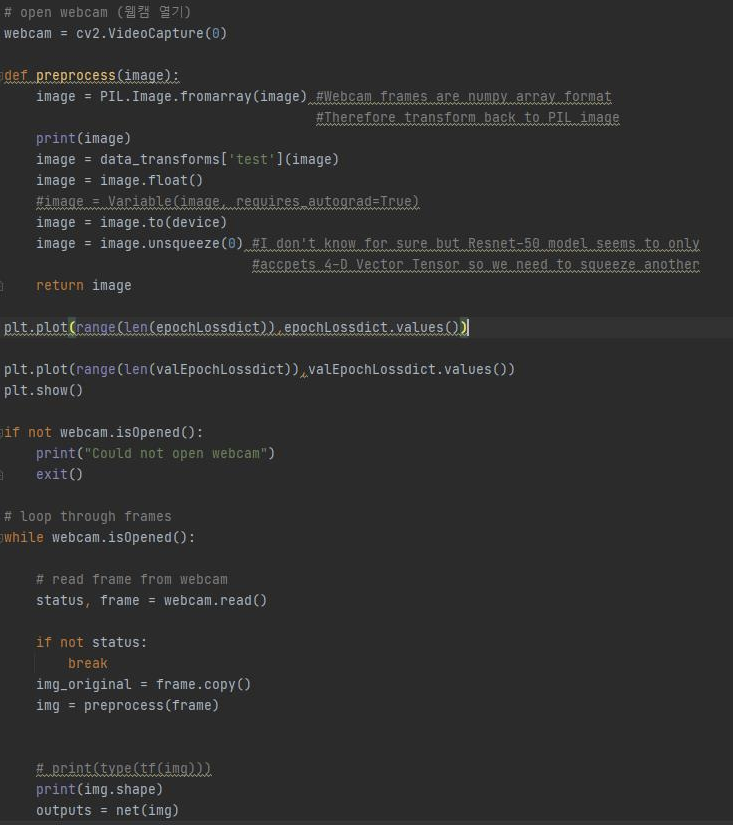 # open webcam (웹캠 열기)
webcam = cv2.VideoCapture(0)
def preprocess(image):
image = PIL.Image.fromarray(image) #Webcam frames are numpy array format
#Therefore transform back to PIL image
print(image)
image = data_transforms['test'](image)
image = image.float()
#image = Variable(image, requires_autograd=True)
image = image.to(device)
image = image.unsqueeze(0) #I don't know for sure but Resnet-50 model seems to only
#accpets 4-D Vector Tensor so we need to squeeze another
return image
plt.plot(range(len(epochLossdict)),epochLossdict.values())
plt.plot(range(len(valEpochLossdict)),valEpochLossdict.values())
plt.show()
if not webcam.isOpened():
print("Could not open webcam")
exit()
# loop through frames
while webcam.isOpened():
# read frame from webcam
status, frame = webcam.read()
if not status:
break
img_original = frame.copy()
img = preprocess(frame)
# print(type(tf(img)))
print(img.shape)
outputs = net(img)